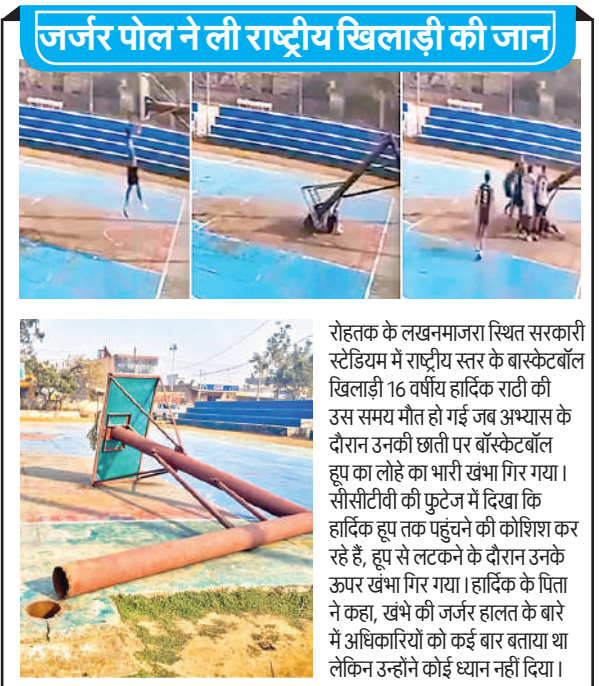 जर्जर पोल ने ली राष्ट्रीय खिलाड़ी की जान
रोहतक के लखनमाजरा स्थित सरकारी
स्टेडियम में राष्ट्रीय स्तर के बास्केटबॉल
खिलाड़ी 16 वर्षीय हार्दिक राठी की
उस समय मौत हो गई जब अभ्यास के
दौरान उनकी छाती पर बॉस्केटबॉल
हूप का लोहे का भारी खंभा गिर गया।
सीसीटीवी की फुटेज में दिखा कि
हार्दिक हूप तक पहुंचने की कोशिश कर
रहे हैं, हूप से लटकने के दौरान उनके
ऊपर खंभा गिर गया। हार्दिक के पिता
ने कहा, खंभे की जर्जर हालत के बारे
में अधिकारियों को कई बार बताया था
लेकिन उन्होंने कोई ध्यान नहीं दिया।